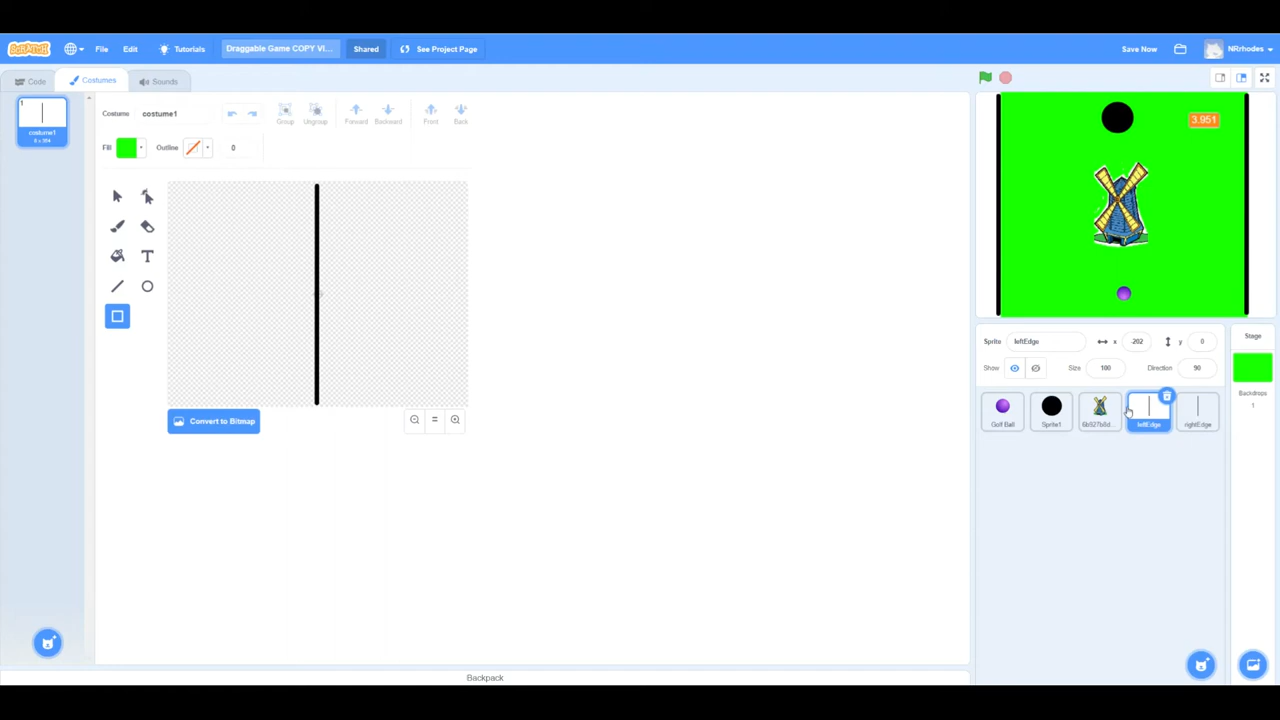 SCRATCH
File
Edit
Tutorials
Draggable Game COPY Vi...
Shared
See Project Page
Save Now
NRrhodes
Code
Costumes
Sounds
1
costume1
Costume
costume1
Group
Ungroup
Forward
Backward
Front
Back
Fill
Outline
0
T
Convert to Bitmap
3.951
Sprite
leftEdge
x
-202
y
0
Show
Size
100
Direction
90
Golf Ball
Sprite1
leftEdge
rightEdge
Stage
Backdrops
1
Backpack